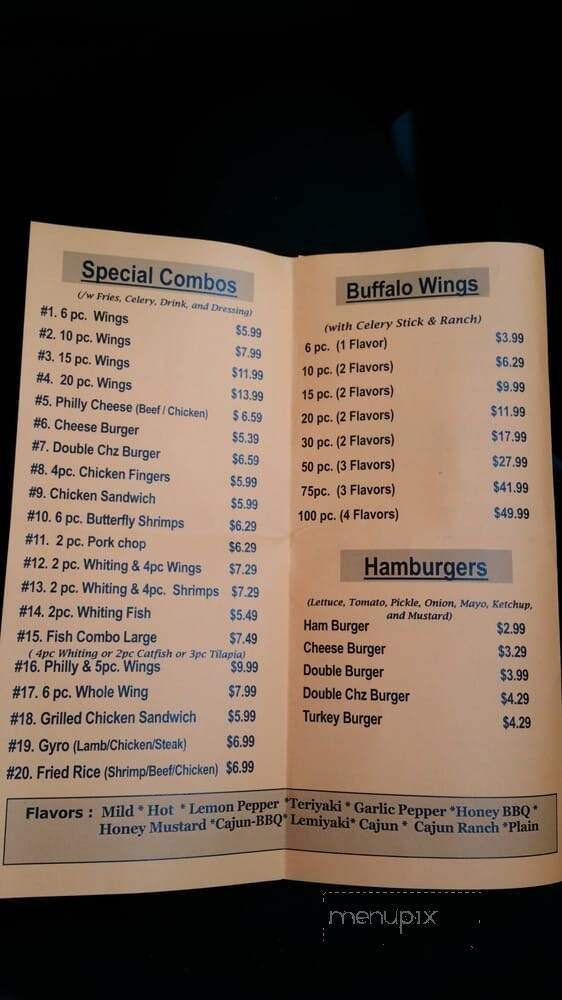 Special Combos
(/w Fries, Celery, Drink, and Dressing)
#1. 6 pc. Wings $5.99
#2. 10 pc. Wings $7.99
#3. 15 pc. Wings $11.99
#4. 20 pc. Wings $13.99
#5. Philly Cheese (Beef / Chicken) $ 6.59
#6. Cheese Burger $5.39
#7. Double Chz Burger $6.59
#8. 4pc. Chicken Fingers $5.99
#9. Chicken Sandwich $5.99
#10. 6 pc. Butterfly Shrimps $6.29
#11. 2 pc. Pork chop $6.29
#12. 2 pc. Whiting & 4pc Wings $7.29
#13. 2 pc. Whiting & 4pc. Shrimps $7.29
#14. 2pc. Whiting Fish $5.49
#15. Fish Combo Large $7.49
( 4pc Whiting or 2pc Catfish or 3pc Tilapia)
#16. Philly & 5pc. Wings $9.99
#17. 6 pc. Whole Wing $7.99
#18. Grilled Chicken Sandwich $5.99
#19. Gyro (Lamb/Chicken/Steak) $6.99
#20. Fried Rice (Shrimp/Beef/Chicken) $6.99
Buffalo Wings
(with Celery Stick & Ranch)
6 pc. (1 Flavor) $3.99
10 pc. (2 Flavors) $6.29
15 pc. (2 Flavors) $9.99
20 pc. (2 Flavors) $11.99
30 pc. (2 Flavors) $17.99
50 pc. (3 Flavors) $27.99
75pc. (3 Flavors) $41.99
100 pc. (4 Flavors) $49.99
Hamburgers
(Lettuce, Tomato, Pickle, Onion, Mayo, Ketchup,
and Mustard)
Ham Burger $2.99
Cheese Burger $3.29
Double Burger $3.99
Double Chz Burger $4.29
Turkey Burger $4.29
Flavors : Mild * Hot * Lemon Pepper *Teriyaki * Garlic Pepper *Honey BBQ *
Honey Mustard *Cajun-BBQ* Lemiyaki* Cajun * Cajun Ranch *Plain
menupix